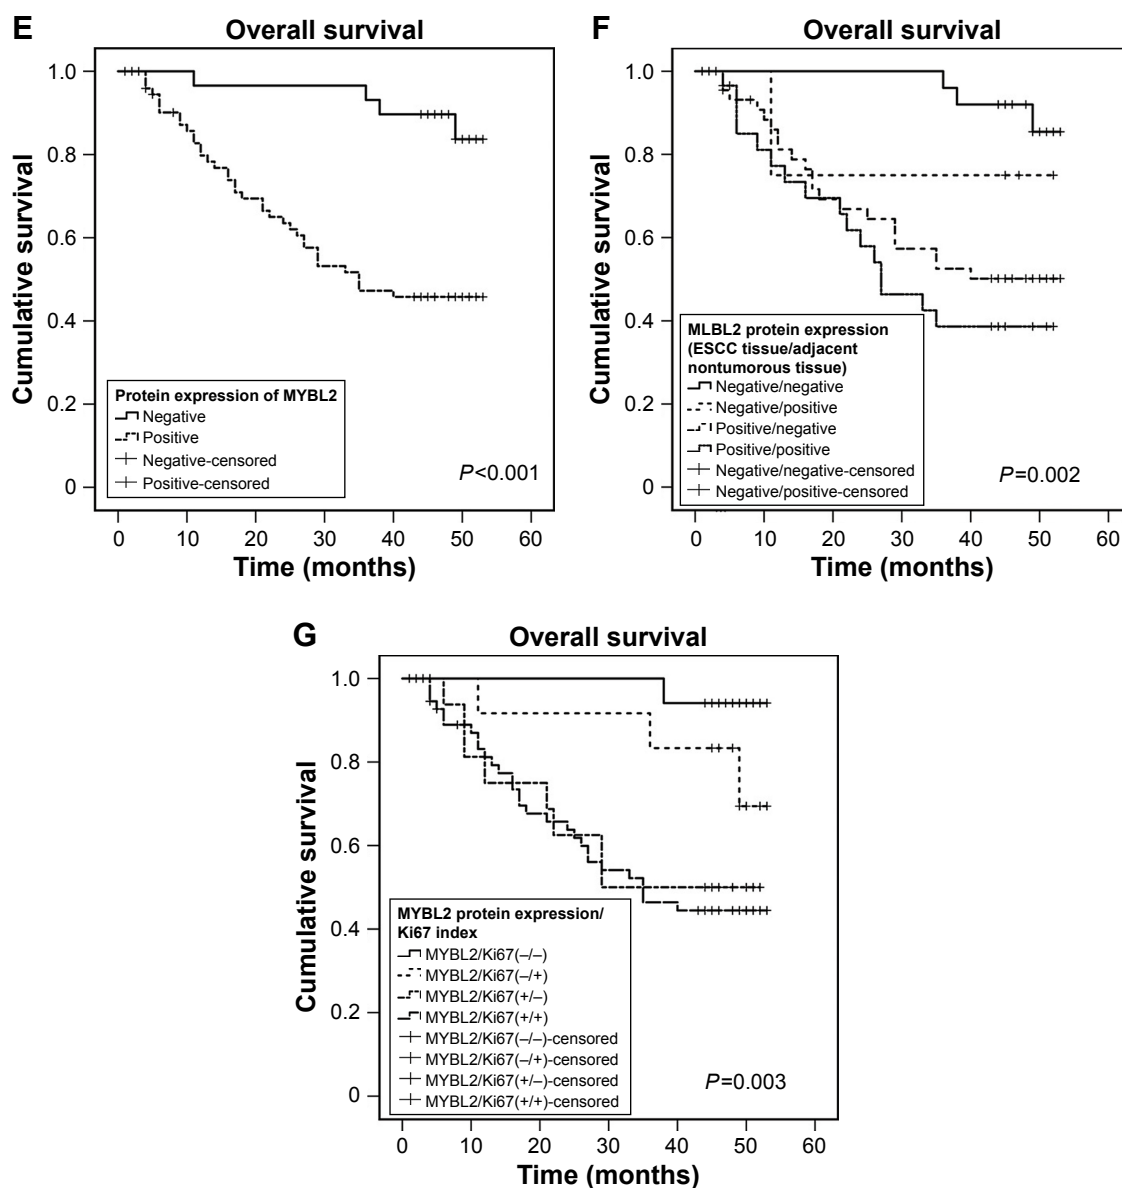 E
Overall survival
Cumulative survival
1.0
0.8
0.6
0.4
0.2
0
Protein expression of MYBL2
Negative
Positive
Negative-censored
Positive-censored
P<0.001
0 10 20 30 40 50 60
Time (months)
F
Overall survival
Cumulative survival
1.0
0.8
0.6
0.4
0.2
0
MLBL2 protein expression
(ESCC tissue/adjacent
nontumorous tissue)
Negative/negative
Negative/positive
Positive/negative
Positive/positive
Negative/negative-censored
Negative/positive-censored
P=0.002
0 10 20 30 40 50 60
Time (months)
G
Overall survival
Cumulative survival
1.0
0.8
0.6
0.4
0.2
0
MYBL2 protein expression/
Ki67 index
MYBL2/Ki67(–/–)
MYBL2/Ki67(–/+)
MYBL2/Ki67(+/–)
MYBL2/Ki67(+/+)
MYBL2/Ki67(–/–)-censored
MYBL2/Ki67(–/+)-censored
MYBL2/Ki67(+/–)-censored
MYBL2/Ki67(+/+)-censored
P=0.003
0 10 20 30 40 50 60
Time (months)